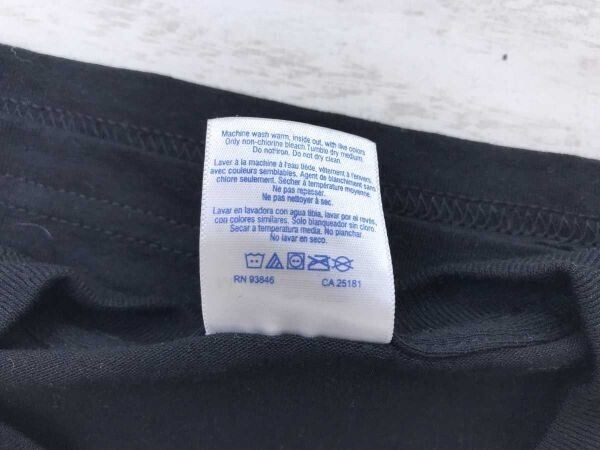 Machine wash warm, inside out, with like colors
Only non-chlorine bleach.Tumble dry medium.
Do not iron. Do not dry clean.
Laver à la machine à l'eau tiède, vêtement à l'envers,
avec couleurs semblables. Agent de blanchiment sans
chlore seulement. Sécher à température moyenne.
Ne pas repasser.
Ne pas nettoyer à sec.
Lavar en lavadora con agua tibia, lavar por el revés,
con colores similares. Solo blanqueador sin cloro.
Secar a temperatura media. No planchar.
No lavar en seco.
RN 93846 CA 25181